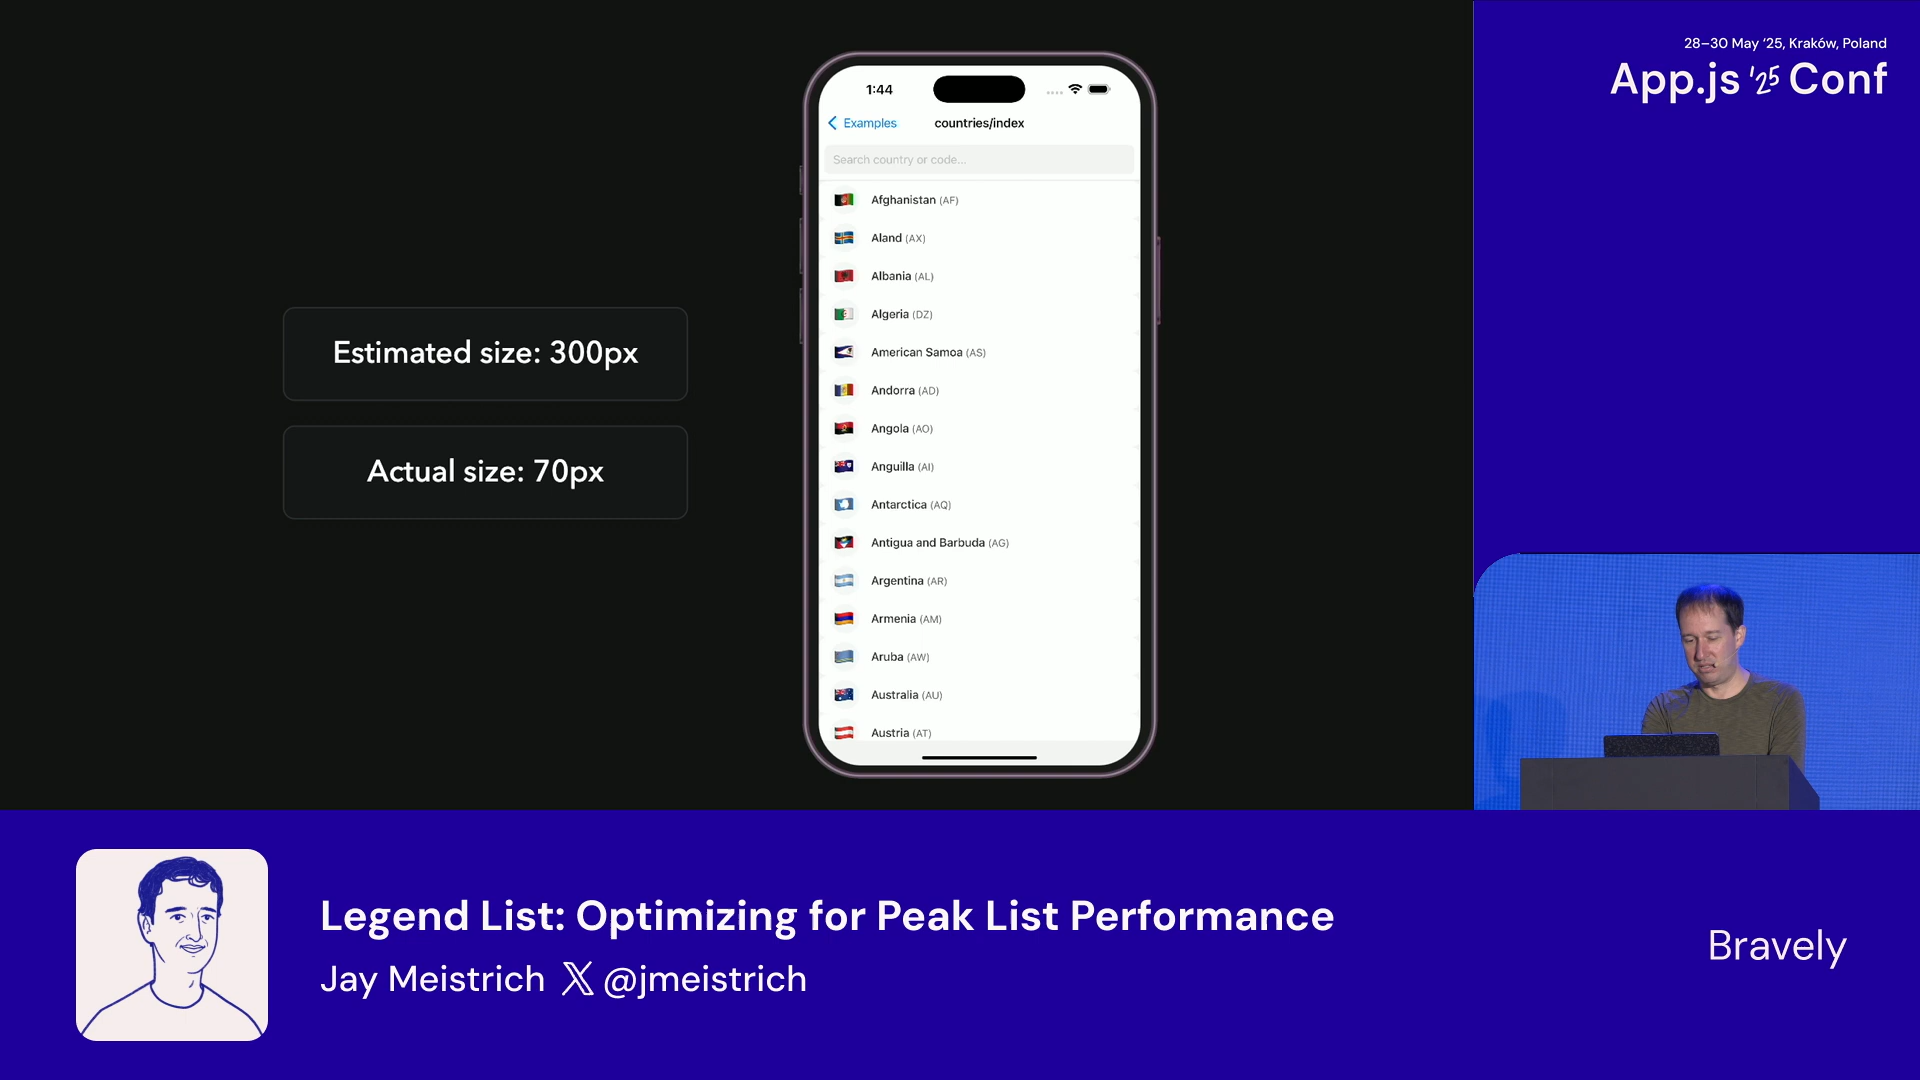 28–30 May ‘25, Kraków, Poland
App.js '25 Conf
Estimated size: 300px
Actual size: 70px
1:44
Examples
countries/index
Search country or code...
Afghanistan (AF)
Aland (AX)
Albania (AL)
Algeria (DZ)
American Samoa (AS)
Andorra (AD)
Angola (AO)
Anguilla (AI)
Antarctica (AQ)
Antigua and Barbuda (AG)
Argentina (AR)
Armenia (AM)
Aruba (AW)
Australia (AU)
Austria (AT)
Legend List: Optimizing for Peak List Performance
Jay Meistrich X @jmeistrich
Bravely